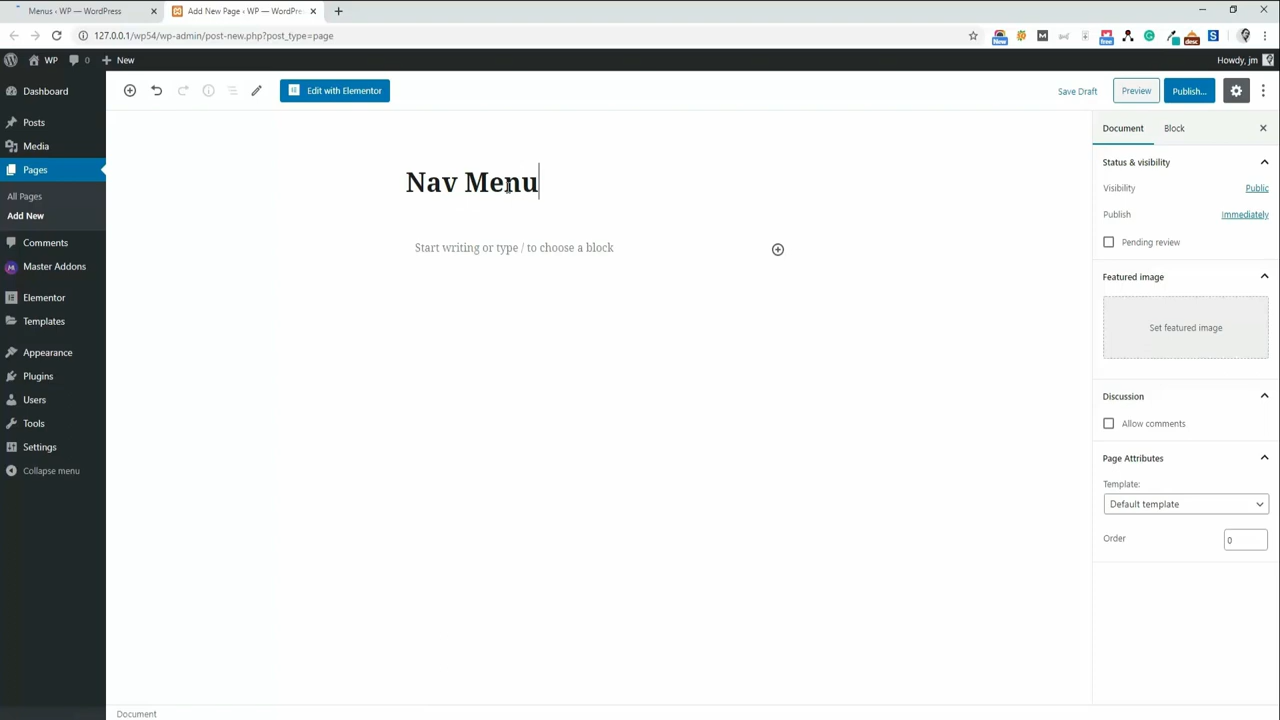 Menus ‹ WP — WordPress
Add New Page ‹ WP — WordPre
127.0.0.1/wp54/wp-admin/post-new.php?post_type=page
New
free
desc
S
M
WP
0
New
Howdy, jm
Dashboard
Posts
Media
Pages
All Pages
Add New
Comments
Master Addons
Elementor
Templates
Appearance
Plugins
Users
Tools
Settings
Collapse menu
Edit with Elementor
Save Draft
Preview
Publish...
Nav Menu
Start writing or type / to choose a block
Document
Block
Status & visibility
Visibility
Public
Publish
Immediately
Pending review
Featured image
Set featured image
Discussion
Allow comments
Page Attributes
Template:
Default template
Order
0
Document